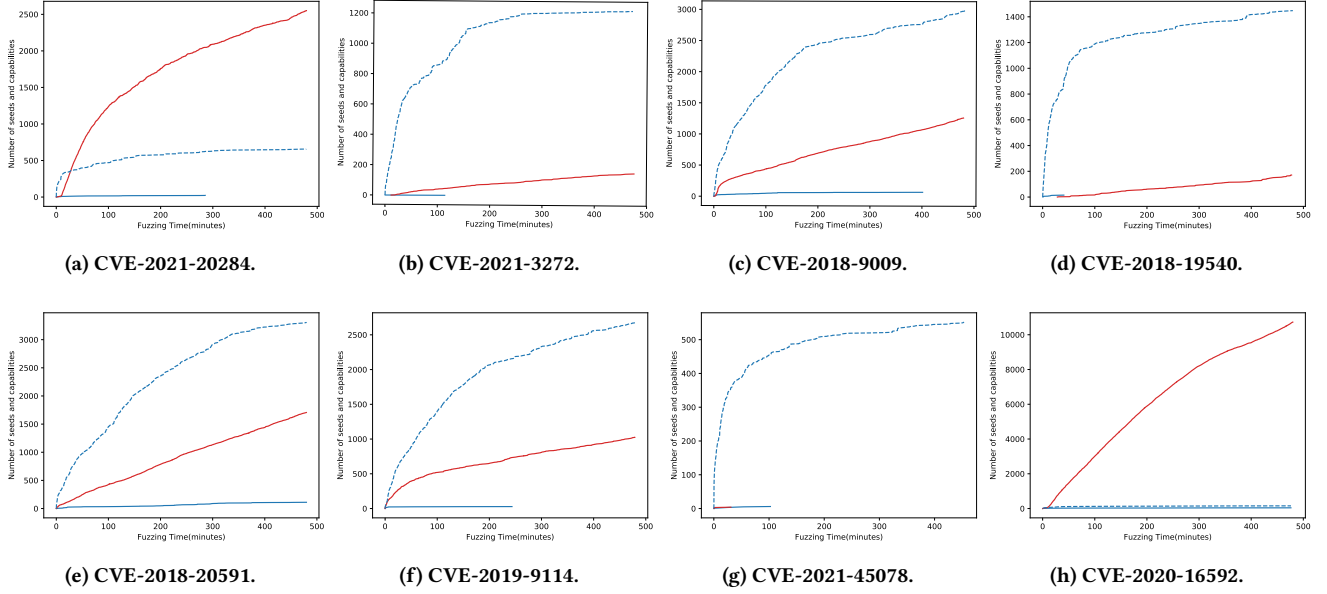 Number of seeds and capabilities
2500
2000
1500
1000
500
0
0 100 200 300 400 500
Fuzzing Time(minutes)
(a) CVE-2021-20284.
Number of seeds and capabilities
1200
1000
800
600
400
200
0
0 100 200 300 400 500
Fuzzing Time(minutes)
(b) CVE-2021-3272.
Number of seeds and capabilities
3000
2500
2000
1500
1000
500
0
0 100 200 300 400 500
Fuzzing Time(minutes)
(c) CVE-2018-9009.
Number of seeds and capabilities
1400
1200
1000
800
600
400
200
0
0 100 200 300 400 500
Fuzzing Time(minutes)
(d) CVE-2018-19540.
Number of seeds and capabilities
3000
2500
2000
1500
1000
500
0
0 100 200 300 400 500
Fuzzing Time(minutes)
(e) CVE-2018-20591.
Number of seeds and capabilities
2500
2000
1500
1000
500
0
0 100 200 300 400 500
Fuzzing Time(minutes)
(f) CVE-2019-9114.
Number of seeds and capabilities
500
400
300
200
100
0
0 100 200 300 400
Fuzzing Time(minutes)
(g) CVE-2021-45078.
Number of seeds and capabilities
10000
8000
6000
4000
2000
0
0 100 200 300 400 500
Fuzzing Time(minutes)
(h) CVE-2020-16592.